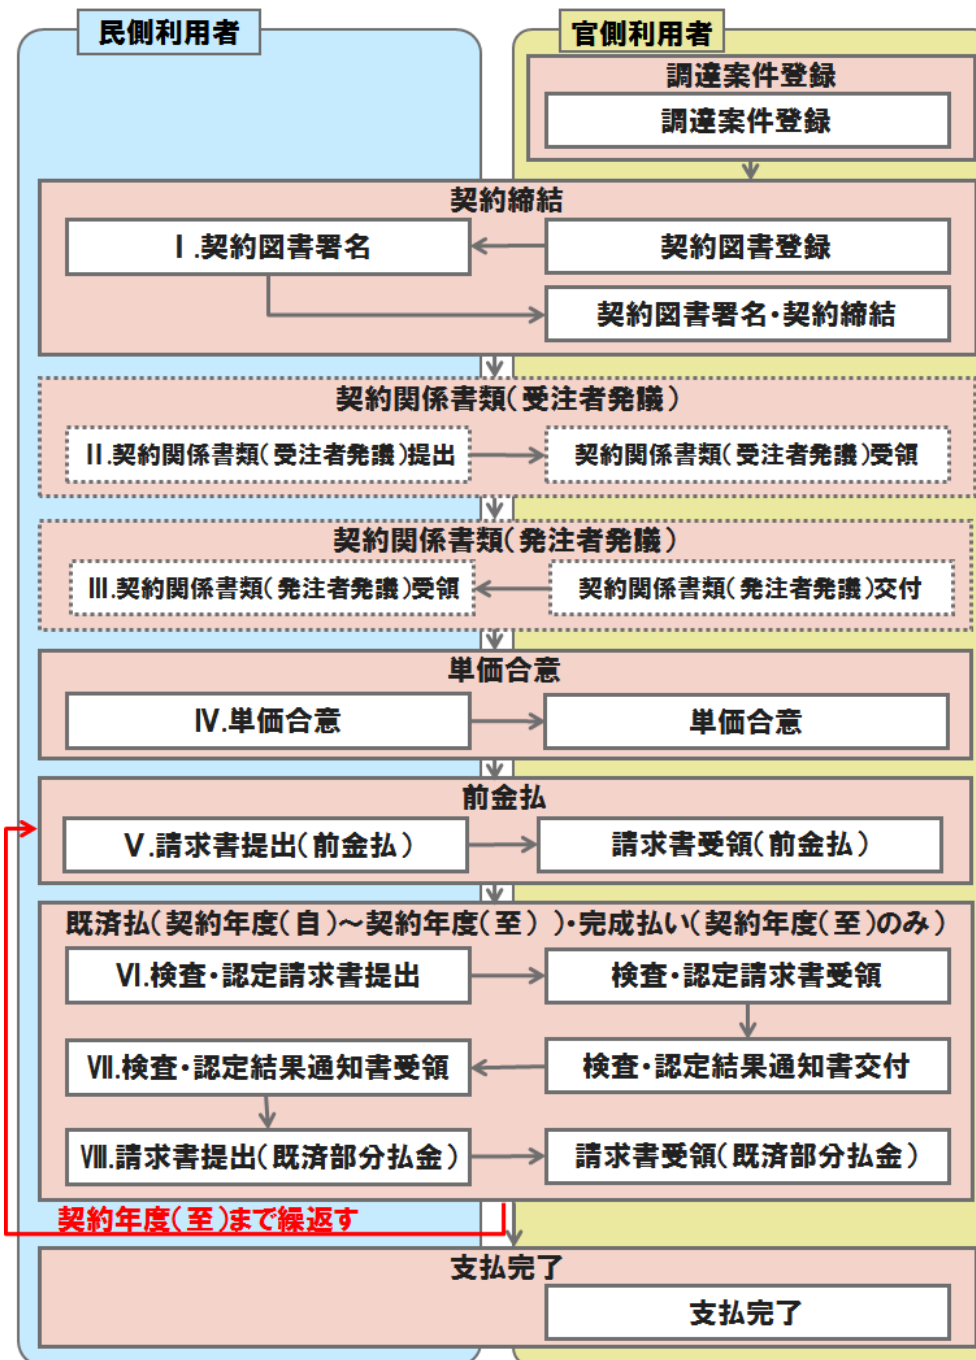 民側利用者
官側利用者
調達案件登録
調達案件登録
契約締結
Ⅰ.契約図書署名
契約図書登録
契約図書署名・契約締結
契約関係書類(受注者発議)
Ⅱ.契約関係書類(受注者発議)提出
契約関係書類(受注者発議)受領
契約関係書類(発注者発議)
Ⅲ.契約関係書類(発注者発議)受領
契約関係書類(発注者発議)交付
単価合意
Ⅳ.単価合意
単価合意
前金払
Ⅴ.請求書提出(前金払)
請求書受領(前金払)
既済払(契約年度(自)～契約年度(至))・完成払い(契約年度(至)のみ)
Ⅵ.検査・認定請求書提出
検査・認定請求書受領
Ⅶ.検査・認定結果通知書受領
検査・認定結果通知書交付
Ⅷ.請求書提出(既済部分払金)
請求書受領(既済部分払金)
契約年度(至)まで繰返す
支払完了
支払完了